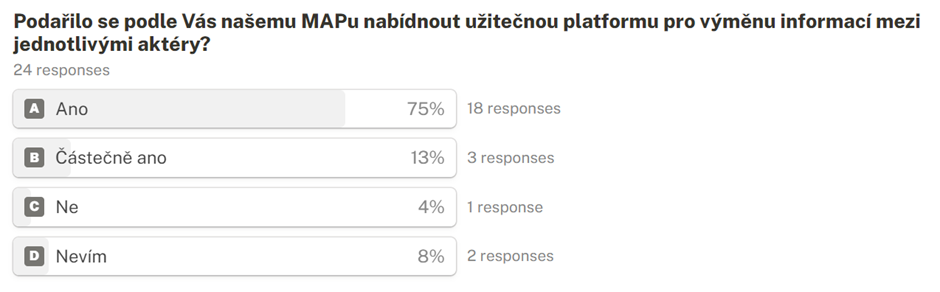 Podařilo se podle Vás našemu MAPu nabídnout užitečnou platformu pro výměnu informací mezi
jednotlivými aktéry?
24 responses
A Ano 75% 18 responses
B Částečně ano 13% 3 responses
C Ne 4% 1 response
D Nevím 8% 2 responses